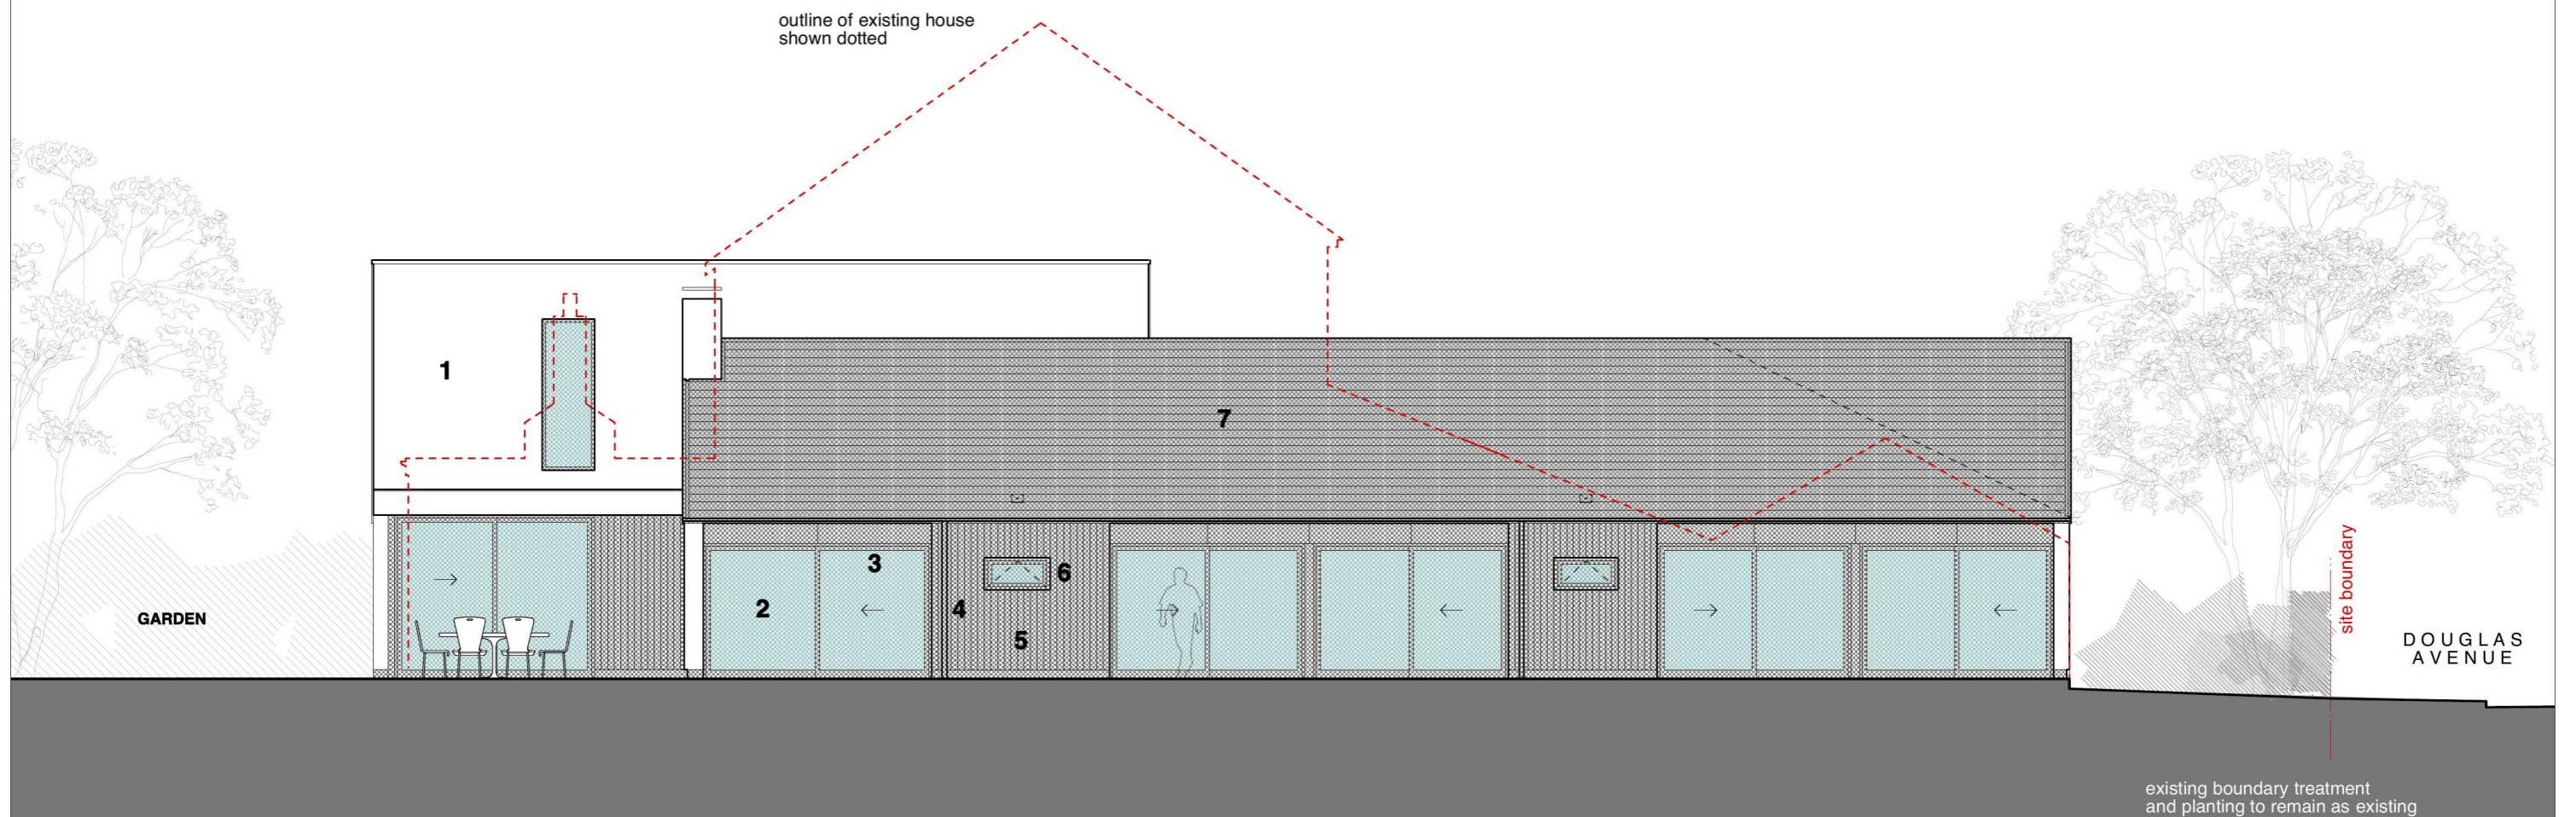 outline of existing house
shown dotted
1
7
3
6
2
4
5
GARDEN
site boundary
DOUGLAS
AVENUE
existing boundary treatment
and planting to remain as existing